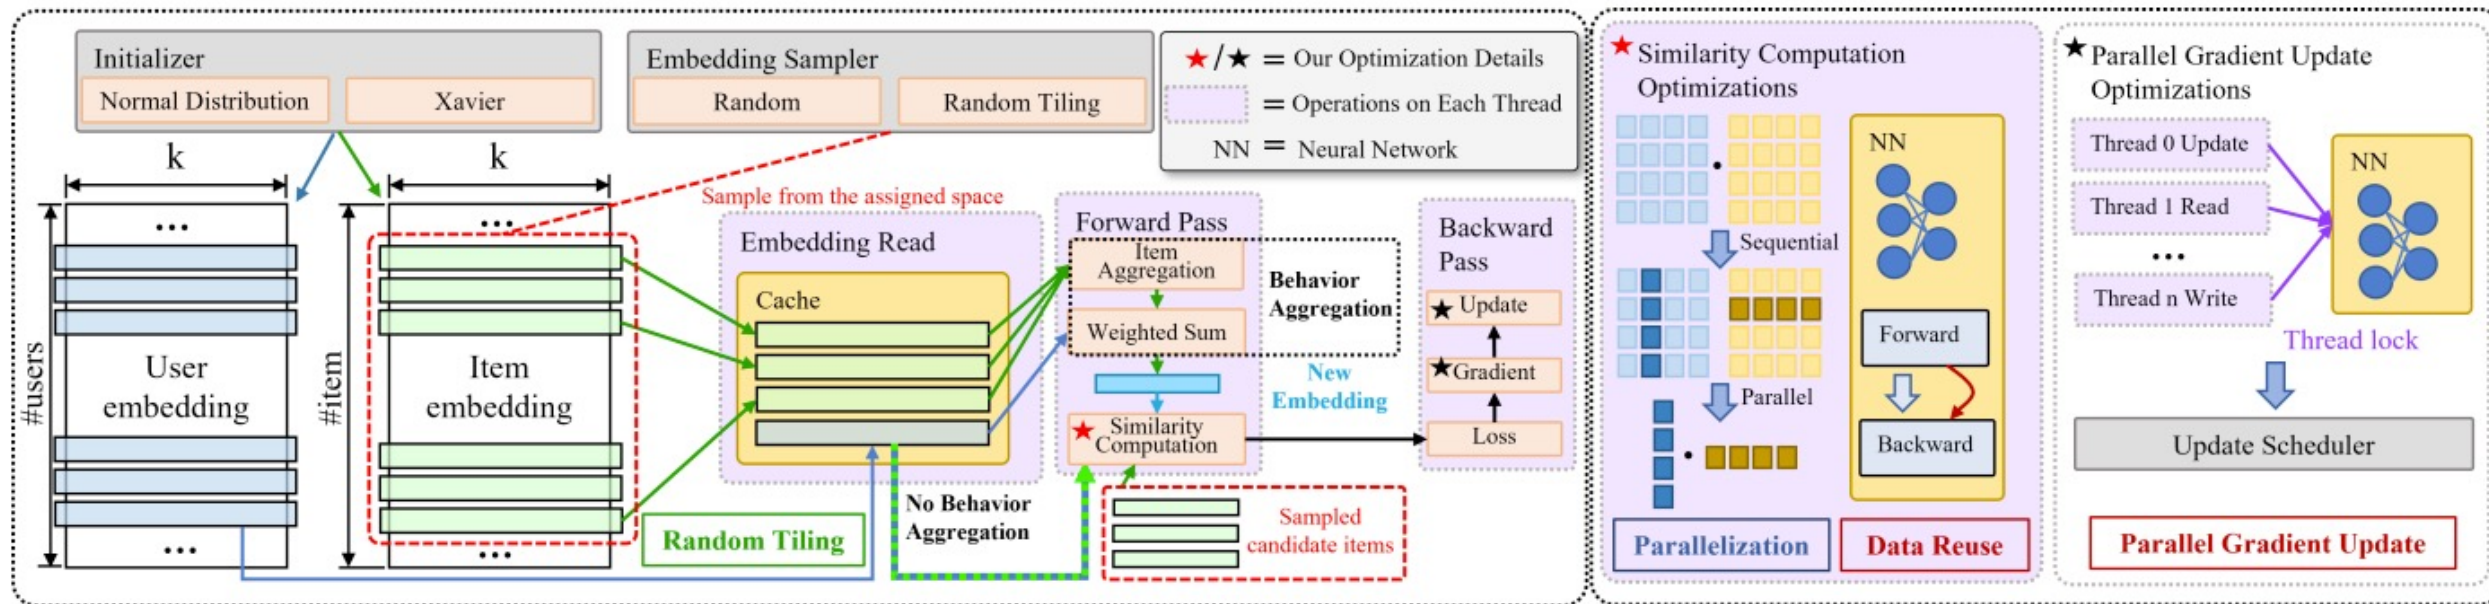 Initializer
Normal Distribution
Xavier
Embedding Sampler
Random
Random Tiling
★/★ = Our Optimization Details
= Operations on Each Thread
NN = Neural Network
k
k
#users
...
User
embedding
...
#item
...
Item
embedding
...
Sample from the assigned space
Embedding Read
Cache
Random Tiling
No Behavior
Aggregation
Forward Pass
Item
Aggregation
Weighted Sum
Behavior
Aggregation
New
Embedding
★ Similarity
Computation
Sampled
candidate items
Backward
Pass
★ Update
★ Gradient
Loss
★ Similarity Computation
Optimizations
Sequential
Parallel
Parallelization
NN
Forward
Backward
Data Reuse
★ Parallel Gradient Update
Optimizations
Thread 0 Update
Thread 1 Read
...
Thread n Write
NN
Thread lock
Update Scheduler
Parallel Gradient Update